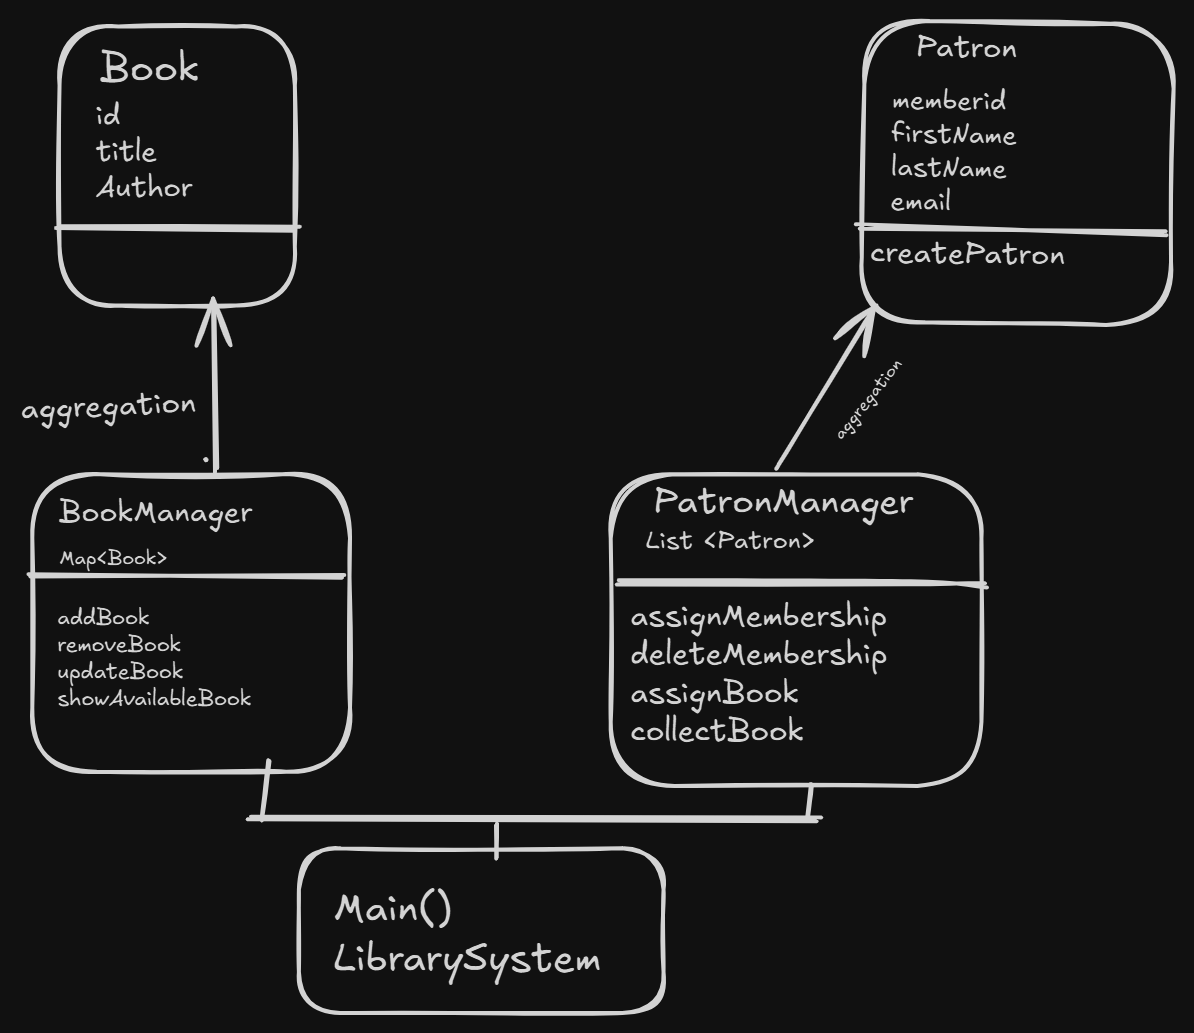 Book
id
title
Author
Patron
memberid
firstName
lastName
email
createPatron
aggregation
aggregation
BookManager
Map<Book>
addBook
removeBook
updateBook
showAvailableBook
PatronManager
List <Patron>
assignMembership
deleteMembership
assignBook
collectBook
Main()
LibrarySystem